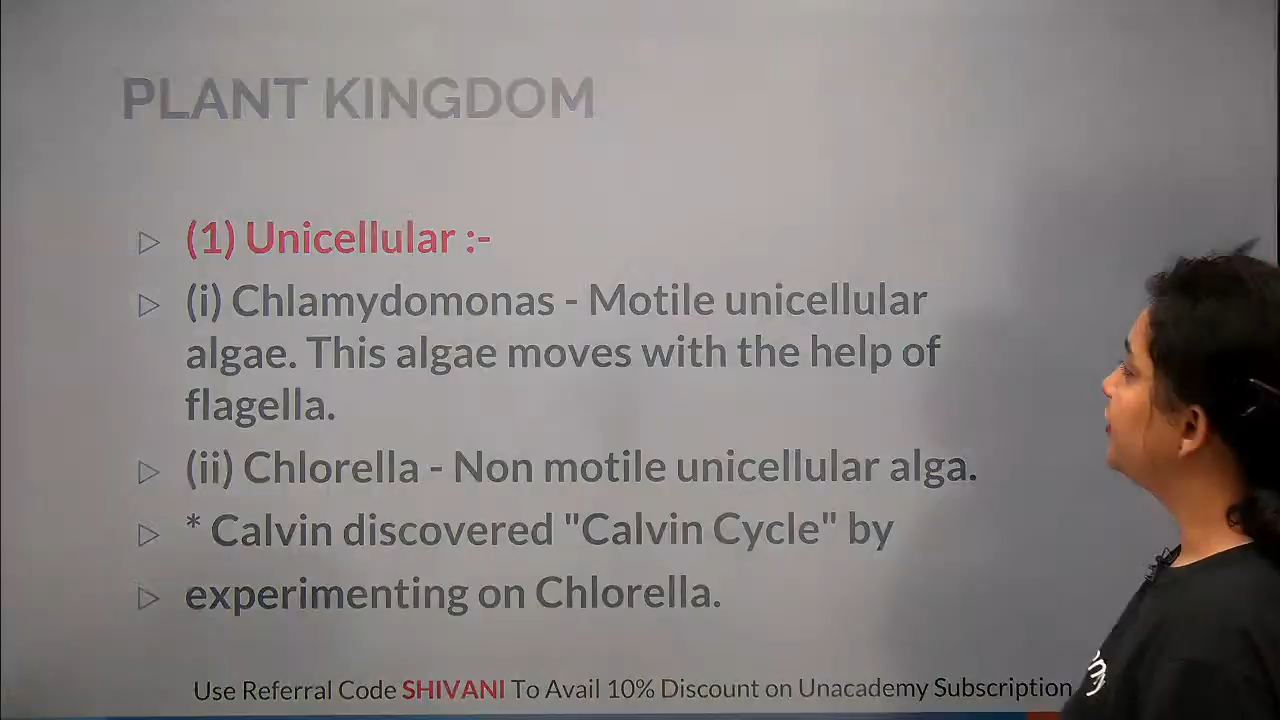 PLANT KINGDOM
(1) Unicellular :-
(i) Chlamydomonas - Motile unicellular
algae. This algae moves with the help of
flagella.
(ii) Chlorella - Non motile unicellular alga.
* Calvin discovered "Calvin Cycle" by
experimenting on Chlorella.
Use Referral Code SHIVANI To Avail 10% Discount on Unacademy Subscription